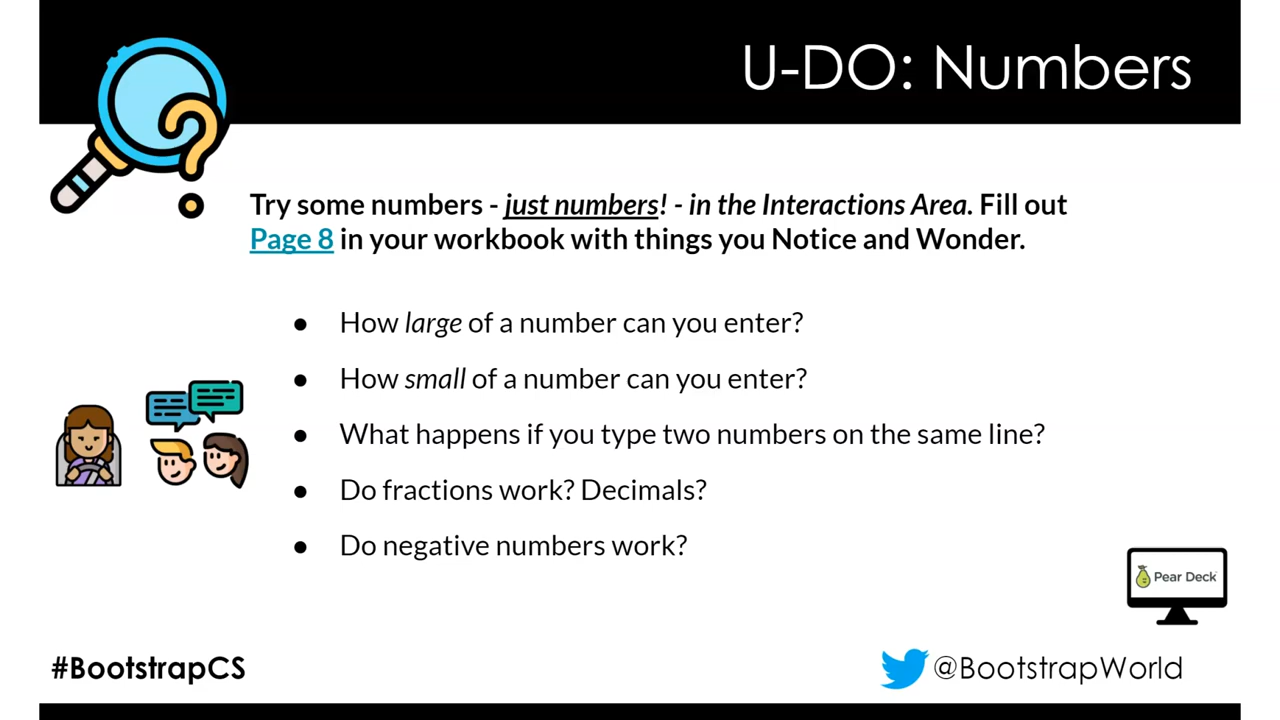 U-DO: Numbers
Try some numbers - just numbers! - in the Interactions Area. Fill out
Page 8 in your workbook with things you Notice and Wonder.
● How large of a number can you enter?
● How small of a number can you enter?
● What happens if you type two numbers on the same line?
● Do fractions work? Decimals?
● Do negative numbers work?
Pear Deck
#BootstrapCS
@BootstrapWorld